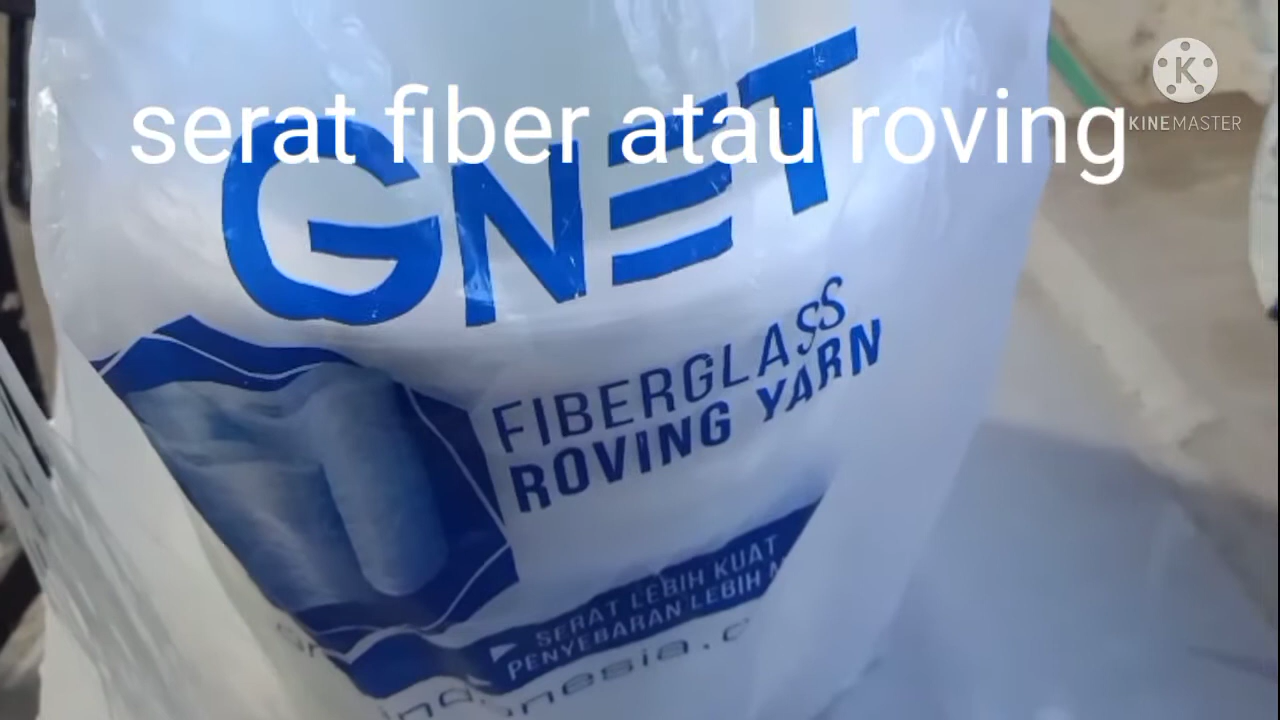 serat fiber atau roving
KINEMASTER
GNET
FIBERGLASS
ROVING YARN
SERAT LEBIH KUAT
PENYEBARAN LEBIH